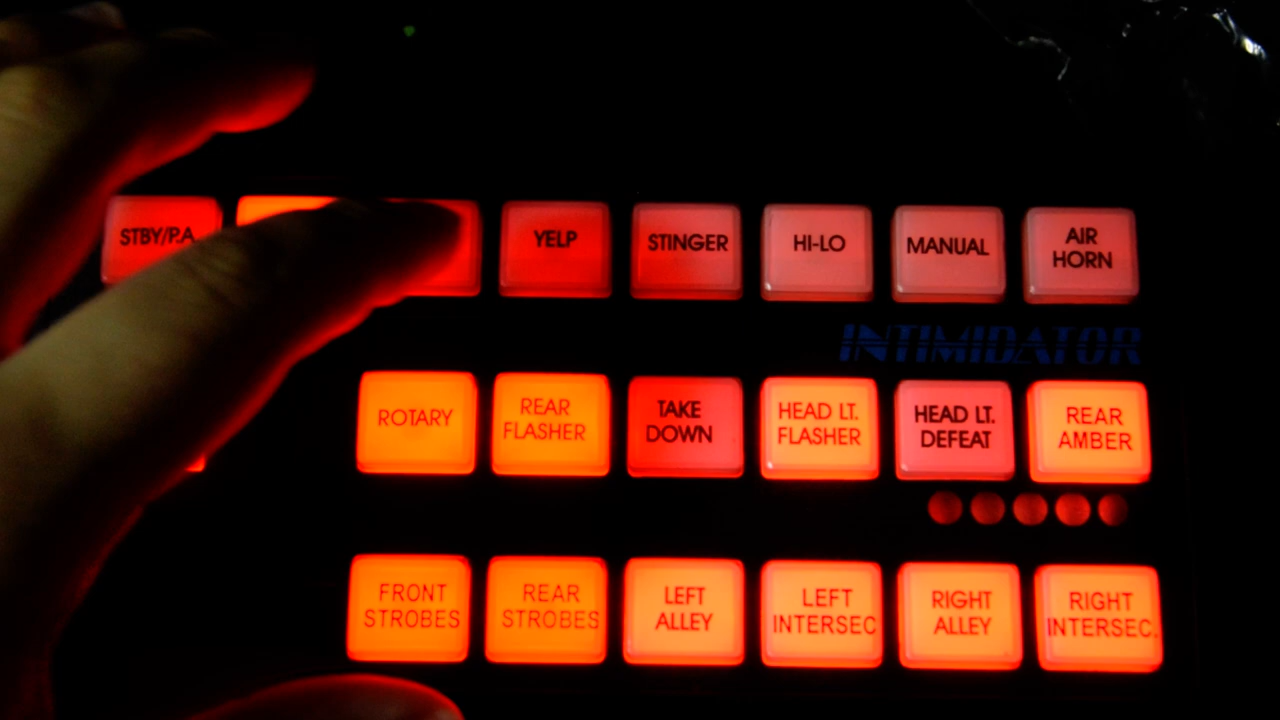 STBY/P.A.
YELP
STINGER
HI-LO
MANUAL
AIR
HORN
INTIMIDATOR
ROTARY
REAR
FLASHER
TAKE
DOWN
HEAD LT.
FLASHER
HEAD LT.
DEFEAT
REAR
AMBER
FRONT
STROBES
REAR
STROBES
LEFT
ALLEY
LEFT
INTERSEC
RIGHT
ALLEY
RIGHT
INTERSEC.